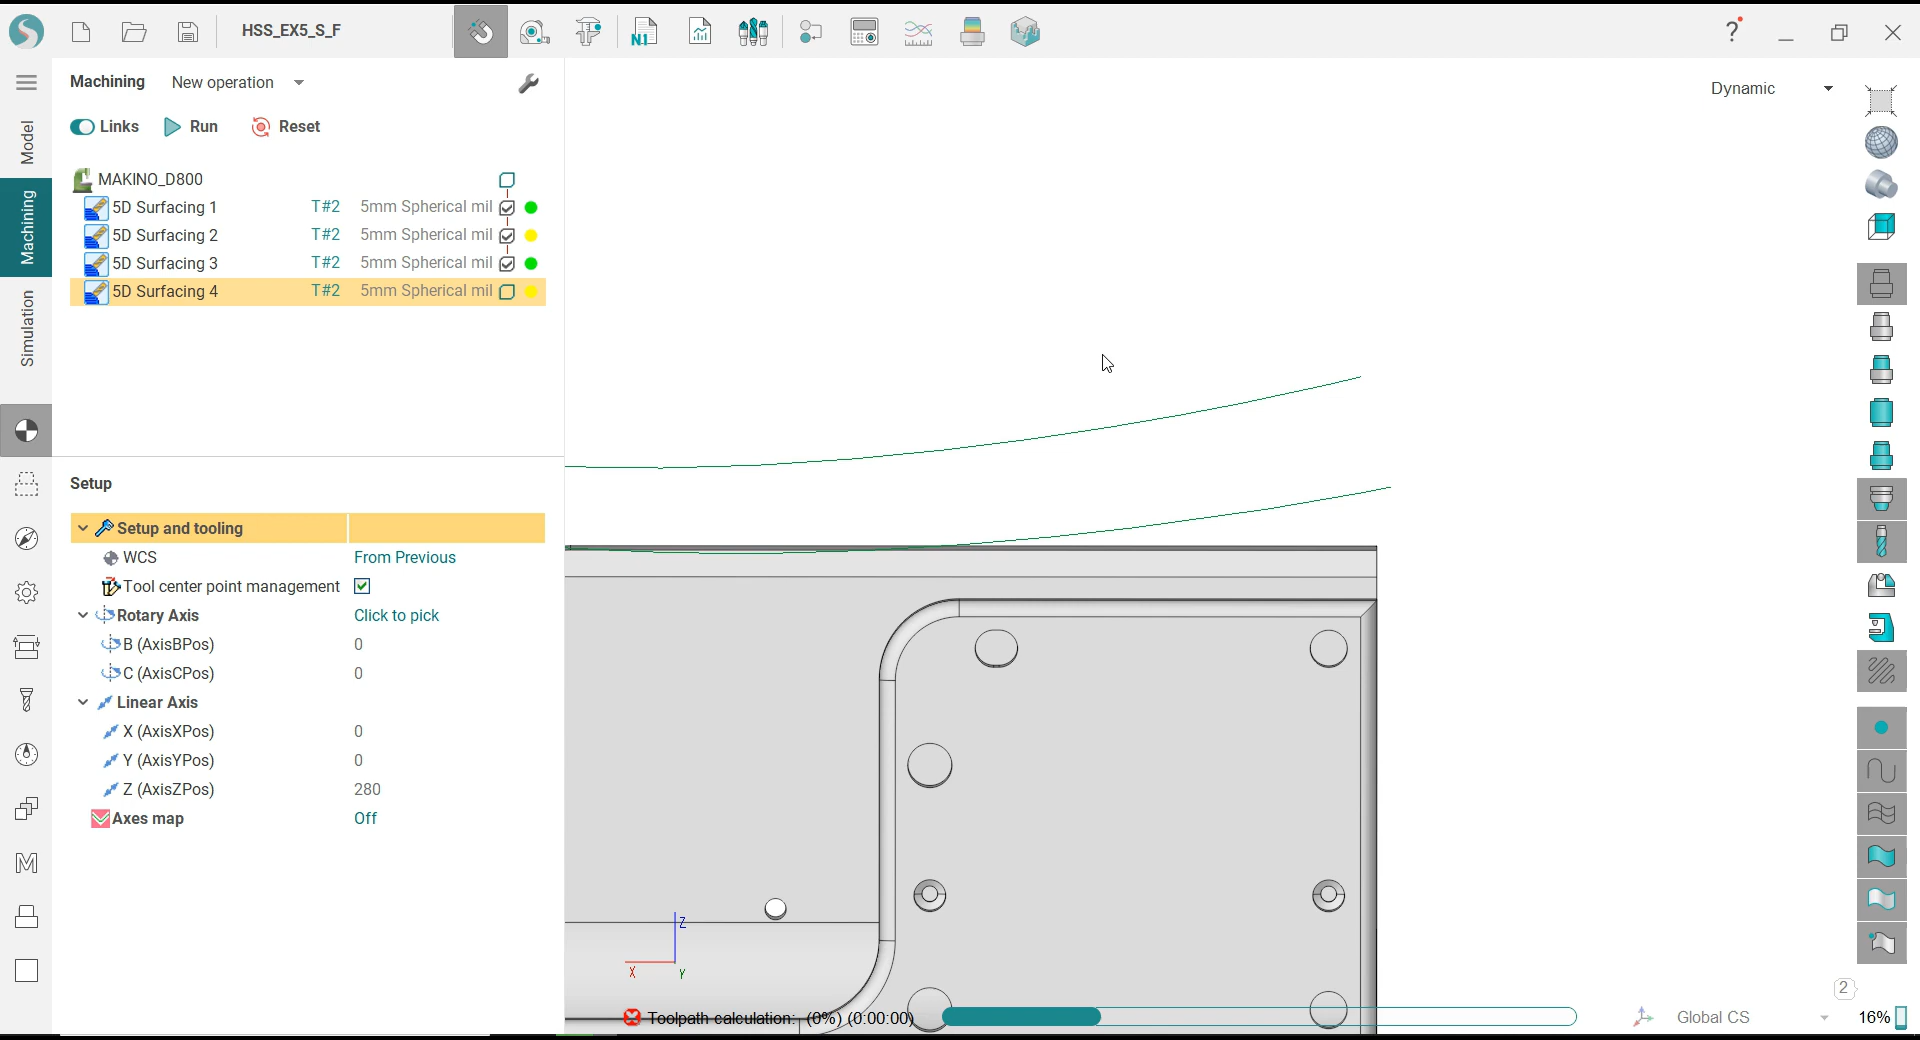 HSS_EX5_S_F
N1
?
Machining New operation
Dynamic
Links Run Reset
Model
Machining
Simulation
MAKINO_D800
5D Surfacing 1 T#2 5mm Spherical mil
5D Surfacing 2 T#2 5mm Spherical mil
5D Surfacing 3 T#2 5mm Spherical mil
5D Surfacing 4 T#2 5mm Spherical mil
Setup
Setup and tooling
WCS From Previous
Tool center point management
Rotary Axis Click to pick
B (AxisBPos) 0
C (AxisCPos) 0
Linear Axis
X (AxisXPos) 0
Y (AxisYPos) 0
Z (AxisZPos) 280
Axes map Off
M
Z
X
Y
2
Toolpath calculation: (0%) (0:00:00)
Global CS
16%